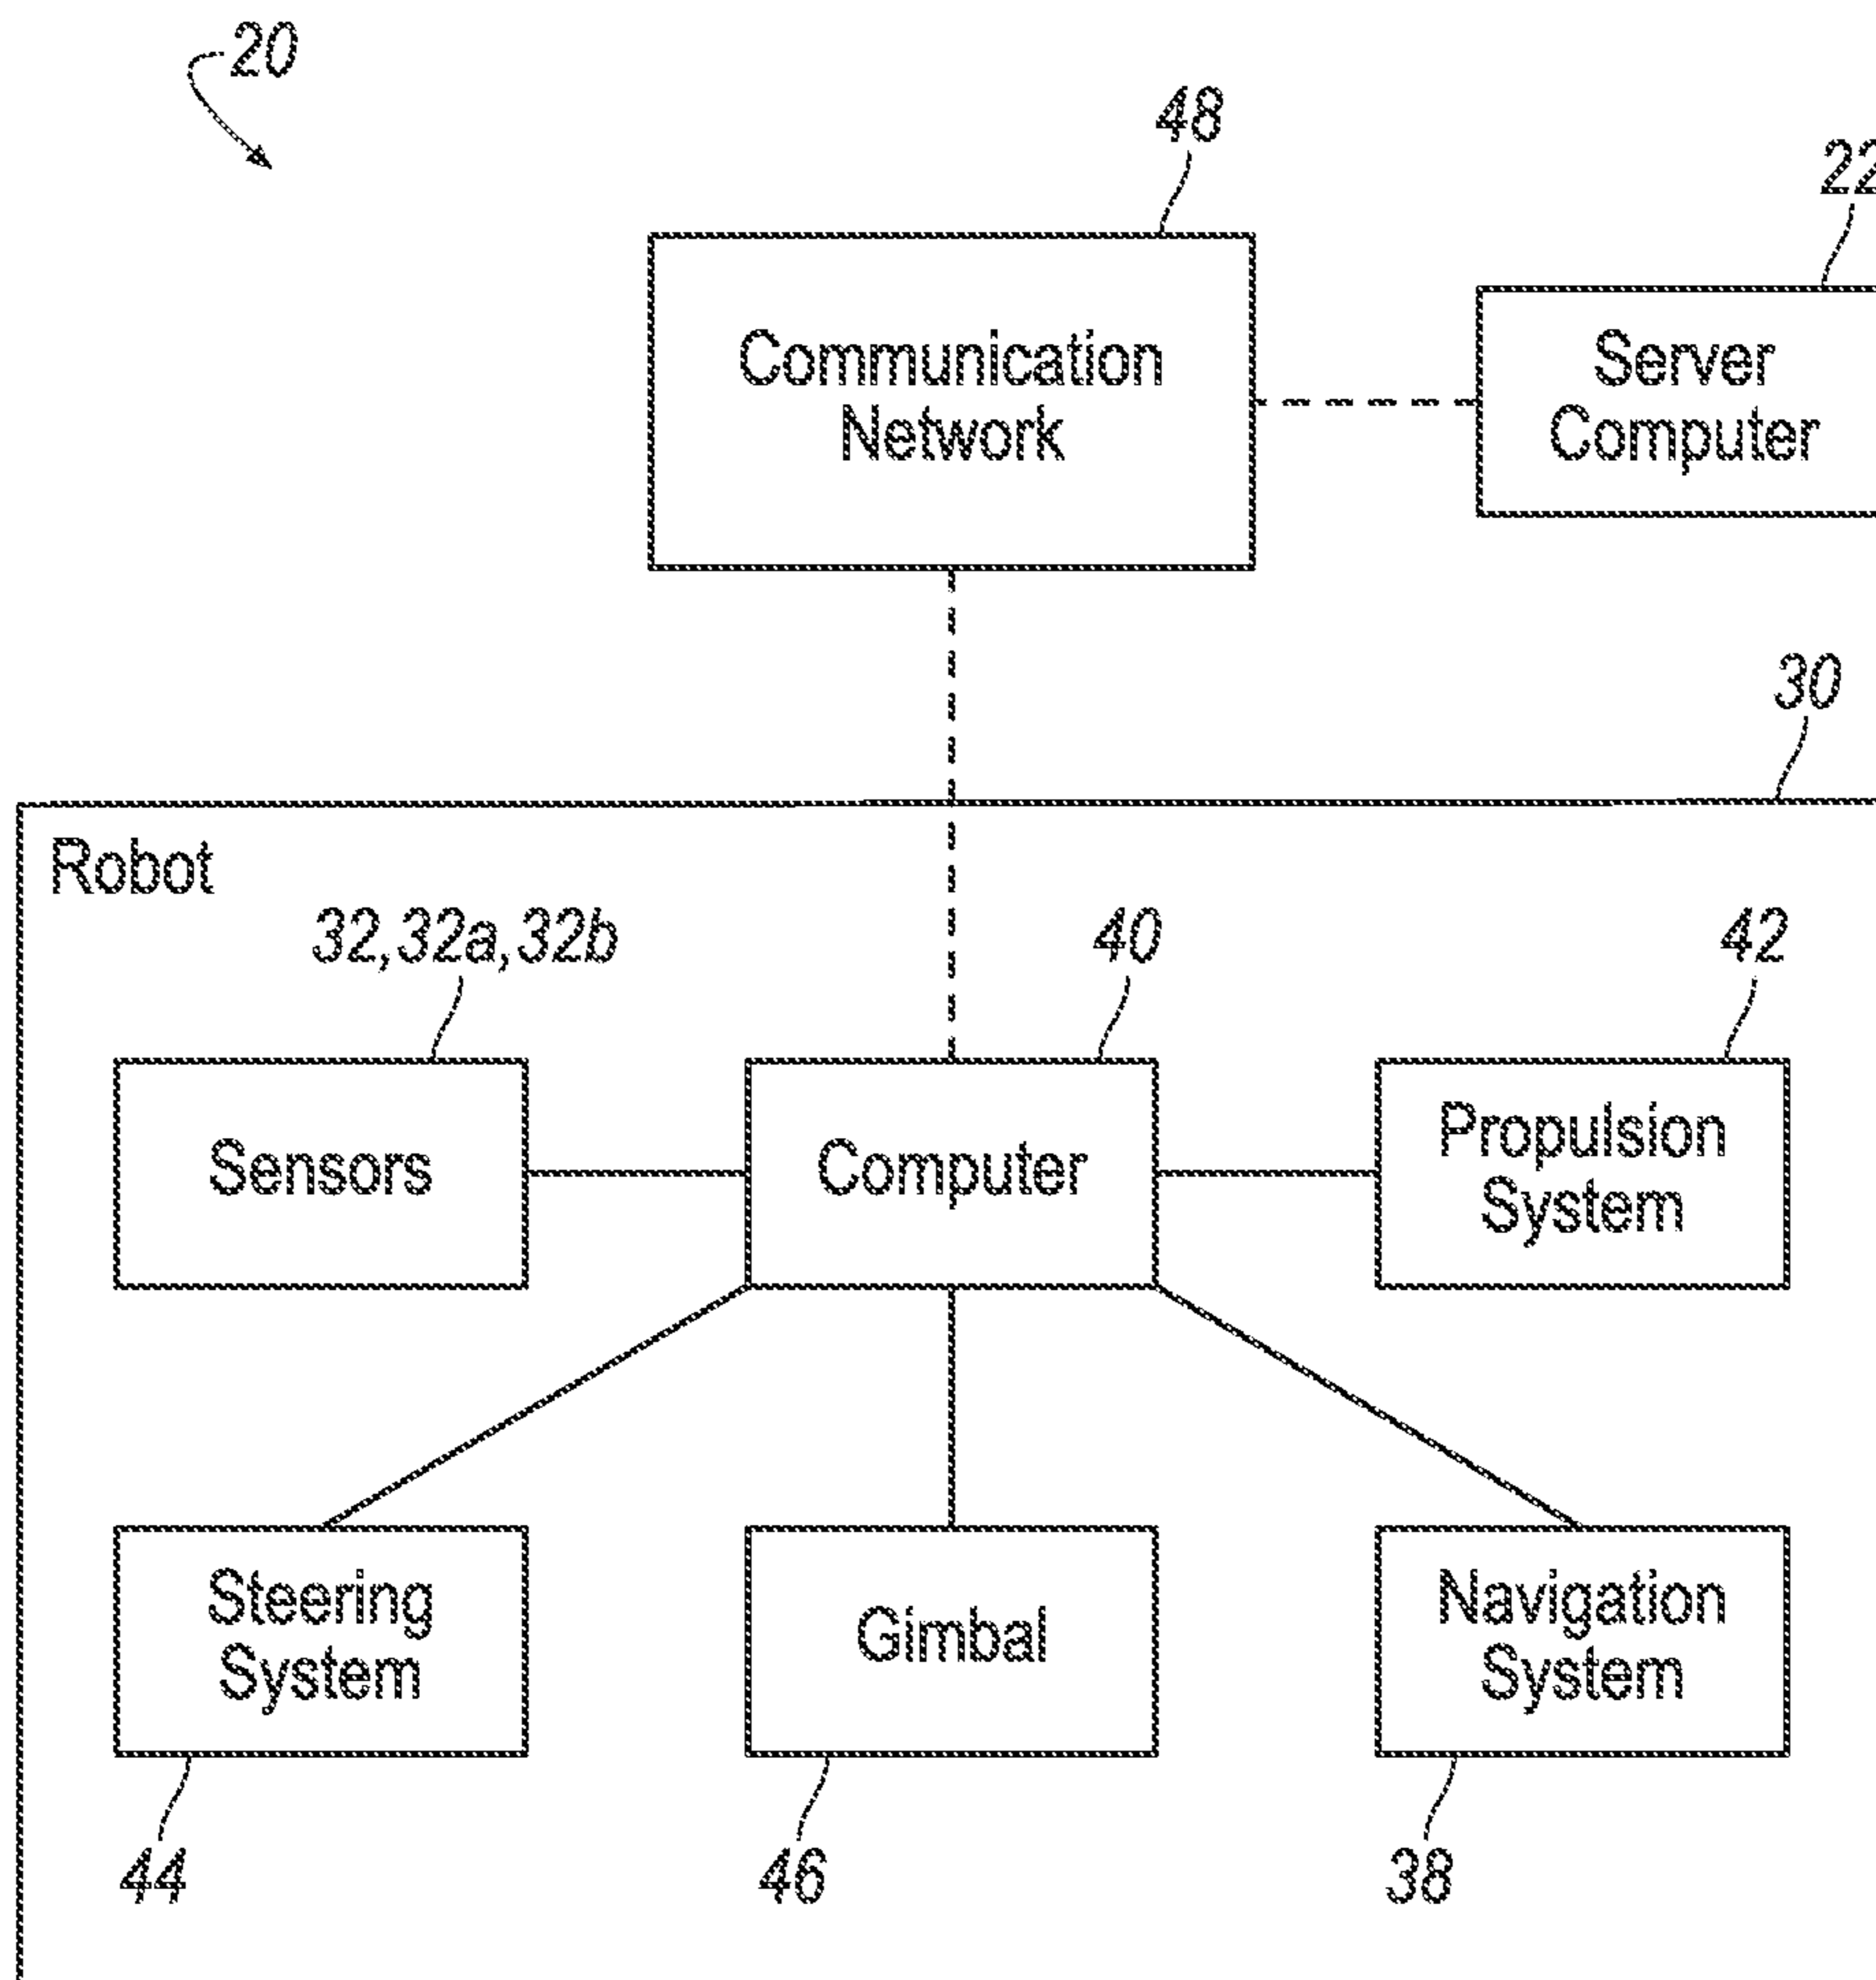 20
48
22
Communication
Network
Server
Computer
30
Robot
32,32a,32b
40
42
Sensors
Computer
Propulsion
System
Steering
System
Gimbal
Navigation
System
44
46
38